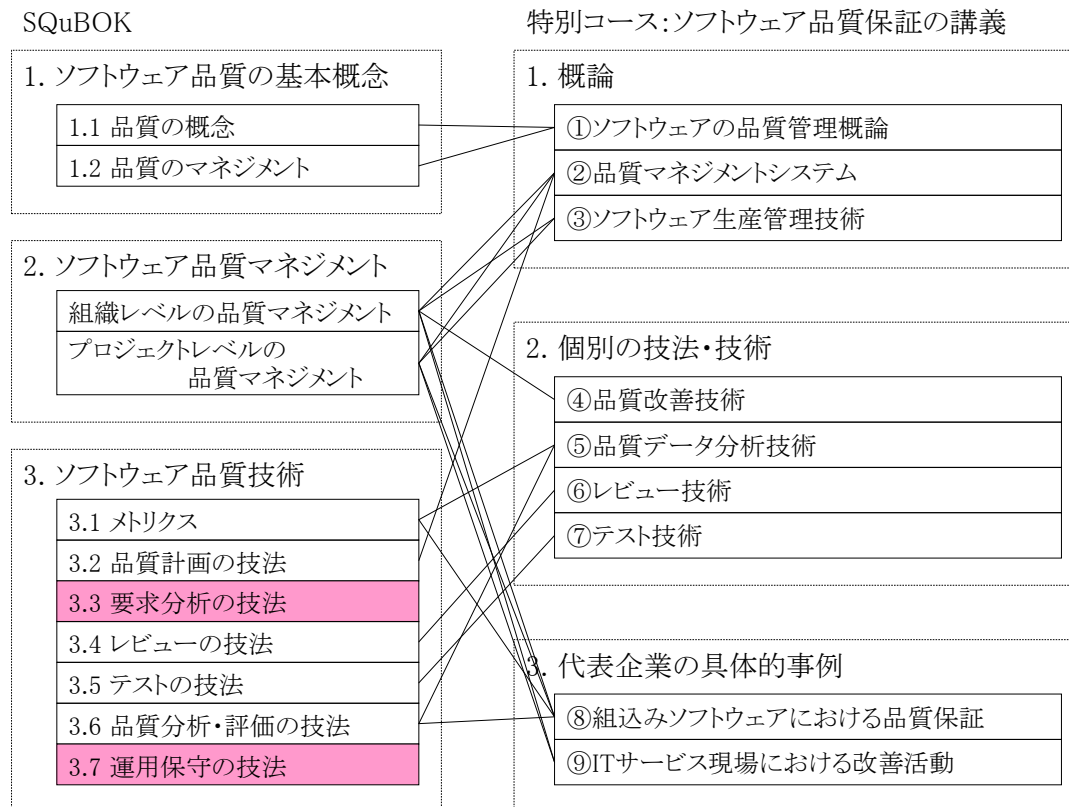 SQuBOK
1. ソフトウェア品質の基本概念
1.1 品質の概念
1.2 品質のマネジメント
2. ソフトウェア品質マネジメント
組織レベルの品質マネジメント
プロジェクトレベルの
品質マネジメント
3. ソフトウェア品質技術
3.1 メトリクス
3.2 品質計画の技法
3.3 要求分析の技法
3.4 レビューの技法
3.5 テストの技法
3.6 品質分析・評価の技法
3.7 運用保守の技法
特別コース:ソフトウェア品質保証の講義
1. 概論
①ソフトウェアの品質管理概論
②品質マネジメントシステム
③ソフトウェア生産管理技術
2. 個別の技法・技術
④品質改善技術
⑤品質データ分析技術
⑥レビュー技術
⑦テスト技術
3. 代表企業の具体的事例
⑧組込みソフトウェアにおける品質保証
⑨ITサービス現場における改善活動